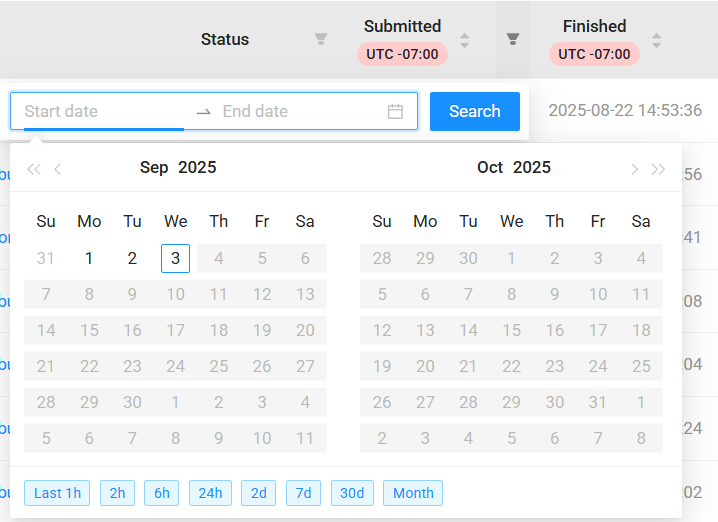 Status Submitted Finished
UTC -07:00 UTC -07:00
Start date End date Search 2025-08-22 14:53:36
Sep 2025 Oct 2025 :56
Su Mo Tu We Th Fr Sa Su Mo Tu We Th Fr Sa :41
31 1 2 3 4 5 6 28 29 30 1 2 3 4
7 8 9 10 11 12 13 5 6 7 8 9 10 11 :08
14 15 16 17 18 19 20 12 13 14 15 16 17 18
21 22 23 24 25 26 27 19 20 21 22 23 24 25 :04
28 29 30 1 2 3 4 26 27 28 29 30 31 1
5 6 7 8 9 10 11 2 3 4 5 6 7 8 :24
Last 1h 2h 6h 24h 2d 7d 30d Month :02